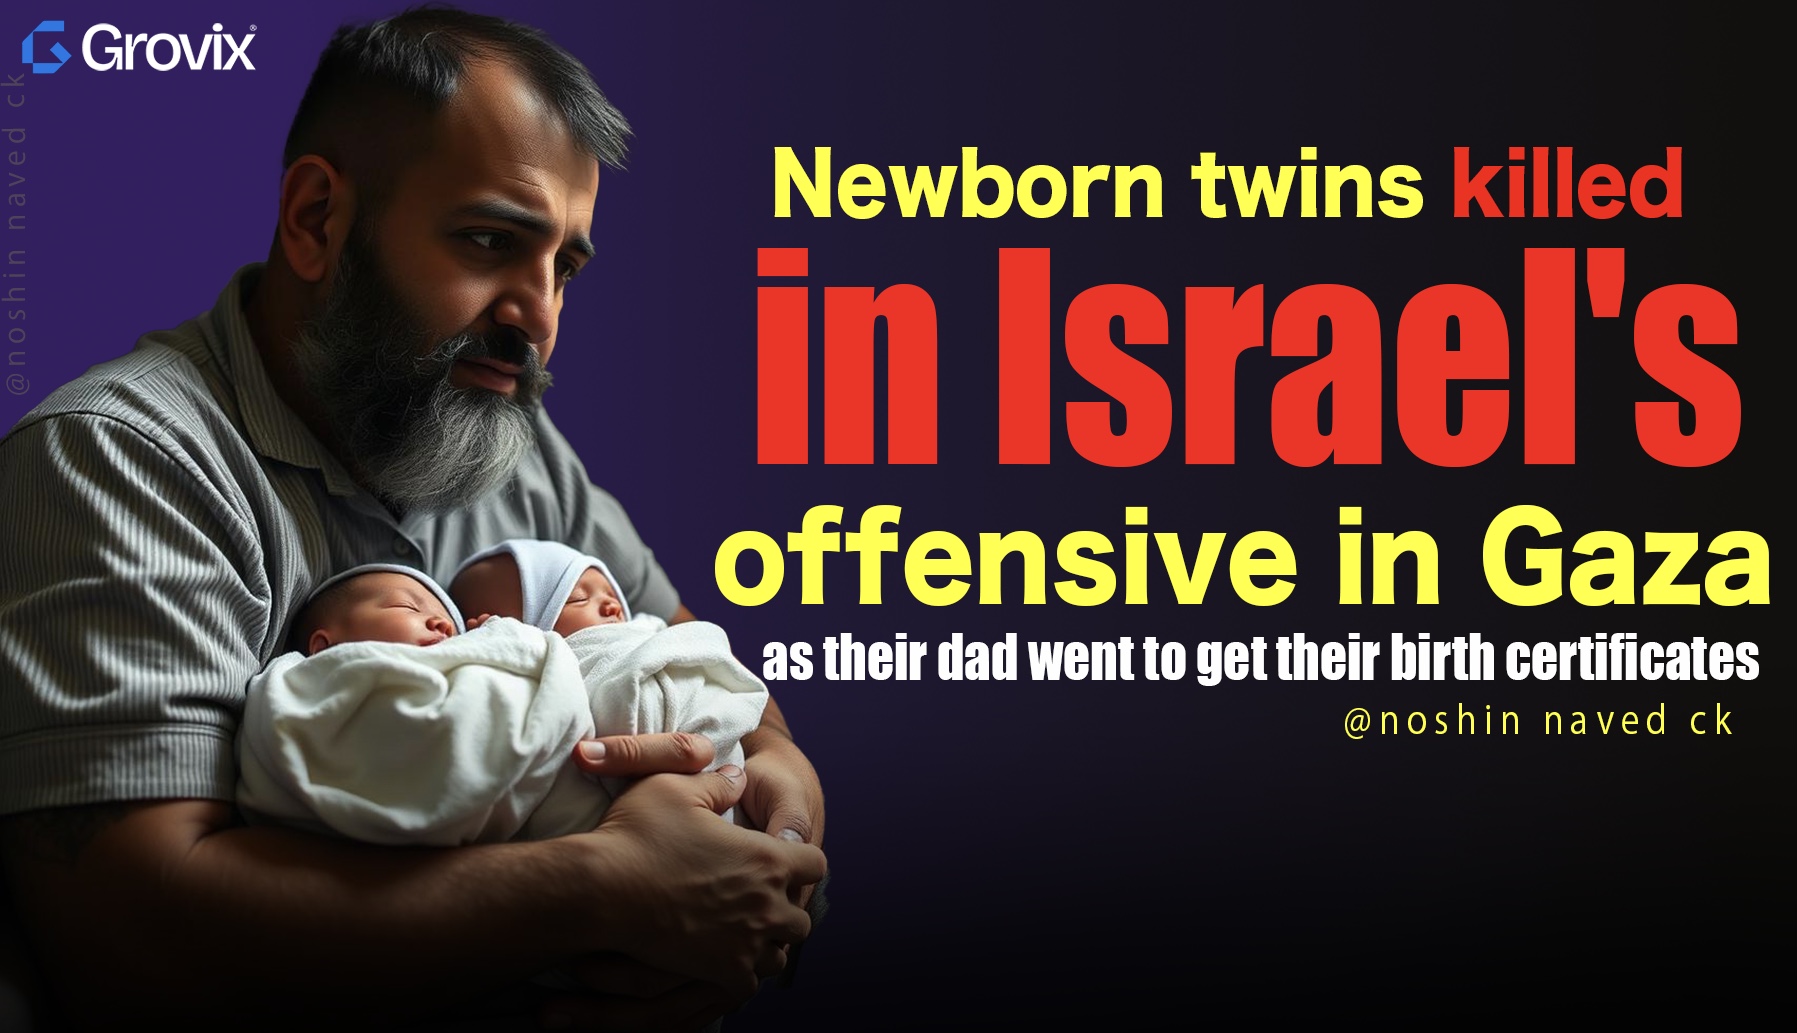 Grovix®
@noshin naved ck
Newborn twins killed
in Israel's
offensive in Gaza
as their dad went to get their birth certificates
@noshin naved ck